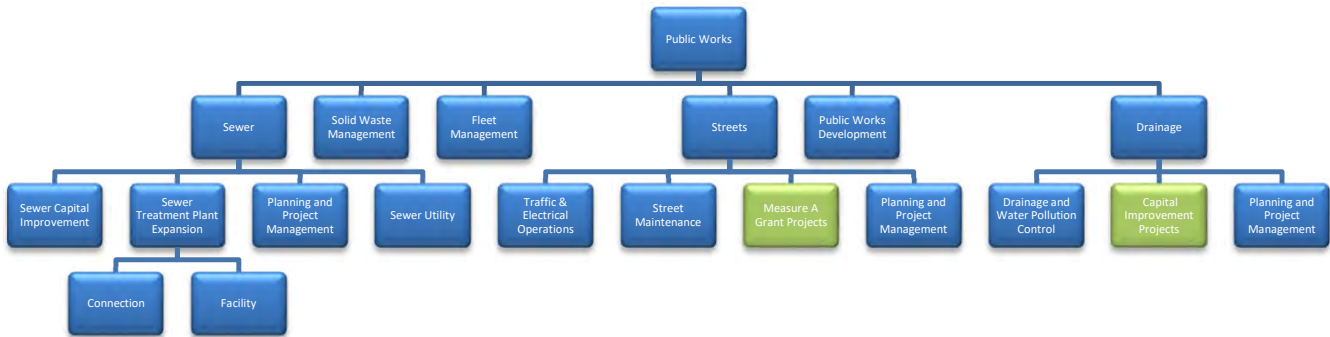 Public Works
Sewer
Solid Waste
Management
Fleet
Management
Streets
Public Works
Development
Drainage
Sewer Capital
Improvement
Sewer
Treatment Plant
Expansion
Planning and
Project
Management
Sewer Utility
Traffic &
Electrical
Operations
Street
Maintenance
Measure A
Grant Projects
Planning and
Project
Management
Drainage and
Water Pollution
Control
Capital
Improvement
Projects
Planning and
Project
Management
Connection
Facility